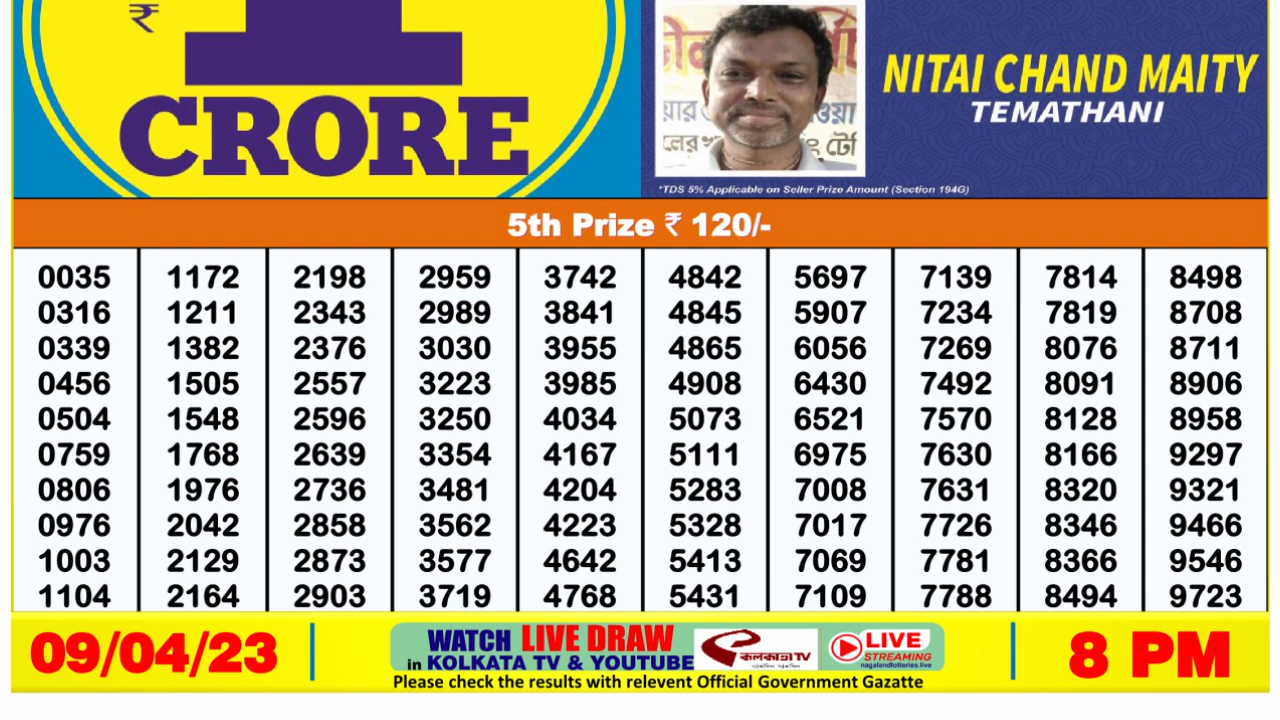 ₹ 1
CRORE
NITAI CHAND MAITY
TEMATHANI
*TDS 5% Applicable on Seller Prize Amount (Section 194G)
5th Prize ₹ 120/-
0035 1172 2198 2959 3742 4842 5697 7139 7814 8498
0316 1211 2343 2989 3841 4845 5907 7234 7819 8708
0339 1382 2376 3030 3955 4865 6056 7269 8076 8711
0456 1505 2557 3223 3985 4908 6430 7492 8091 8906
0504 1548 2596 3250 4034 5073 6521 7570 8128 8958
0759 1768 2639 3354 4167 5111 6975 7630 8166 9297
0806 1976 2736 3481 4204 5283 7008 7631 8320 9321
0976 2042 2858 3562 4223 5328 7017 7726 8346 9466
1003 2129 2873 3577 4642 5413 7069 7781 8366 9546
1104 2164 2903 3719 4768 5431 7109 7788 8494 9723
09/04/23
WATCH LIVE DRAW
in KOLKATA TV & YOUTUBE
কলকাতা TV
LIVE
STREAMING
nagalandlotteries.live
Please check the results with relevent Official Government Gazatte
8 PM